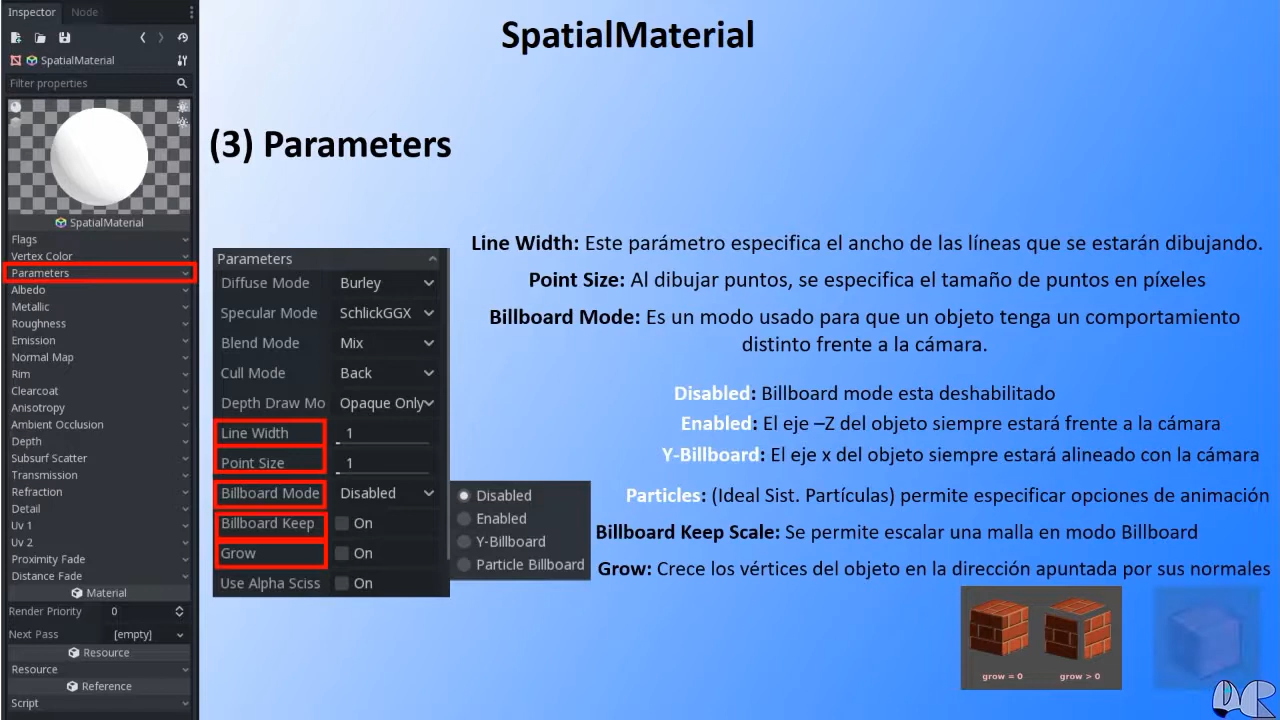 Inspector
Node
SpatialMaterial
Filter properties
SpatialMaterial
Flags
Vertex Color
Parameters
Albedo
Metallic
Roughness
Emission
Normal Map
Rim
Clearcoat
Anisotropy
Ambient Occlusion
Depth
Subsurf Scatter
Transmission
Refraction
Detail
Uv 1
Uv 2
Proximity Fade
Distance Fade
Material
Render Priority 0
Next Pass [empty]
Resource
Resource
Reference
Script
SpatialMaterial
(3) Parameters
Parameters
Diffuse Mode Burley
Specular Mode SchlickGGX
Blend Mode Mix
Cull Mode Back
Depth Draw Mo Opaque Only
Line Width 1
Point Size 1
Billboard Mode Disabled
Billboard Keep On
Grow On
Use Alpha Sciss On
Disabled
Enabled
Y-Billboard
Particle Billboard
Line Width: Este parámetro especifica el ancho de las líneas que se estarán dibujando.
Point Size: Al dibujar puntos, se especifica el tamaño de puntos en píxeles
Billboard Mode: Es un modo usado para que un objeto tenga un comportamiento
distinto frente a la cámara.
Disabled: Billboard mode esta deshabilitado
Enabled: El eje –Z del objeto siempre estará frente a la cámara
Y-Billboard: El eje x del objeto siempre estará alineado con la cámara
Particles: (Ideal Sist. Partículas) permite especificar opciones de animación
Billboard Keep Scale: Se permite escalar una malla en modo Billboard
Grow: Crece los vértices del objeto en la dirección apuntada por sus normales
grow = 0
grow > 0